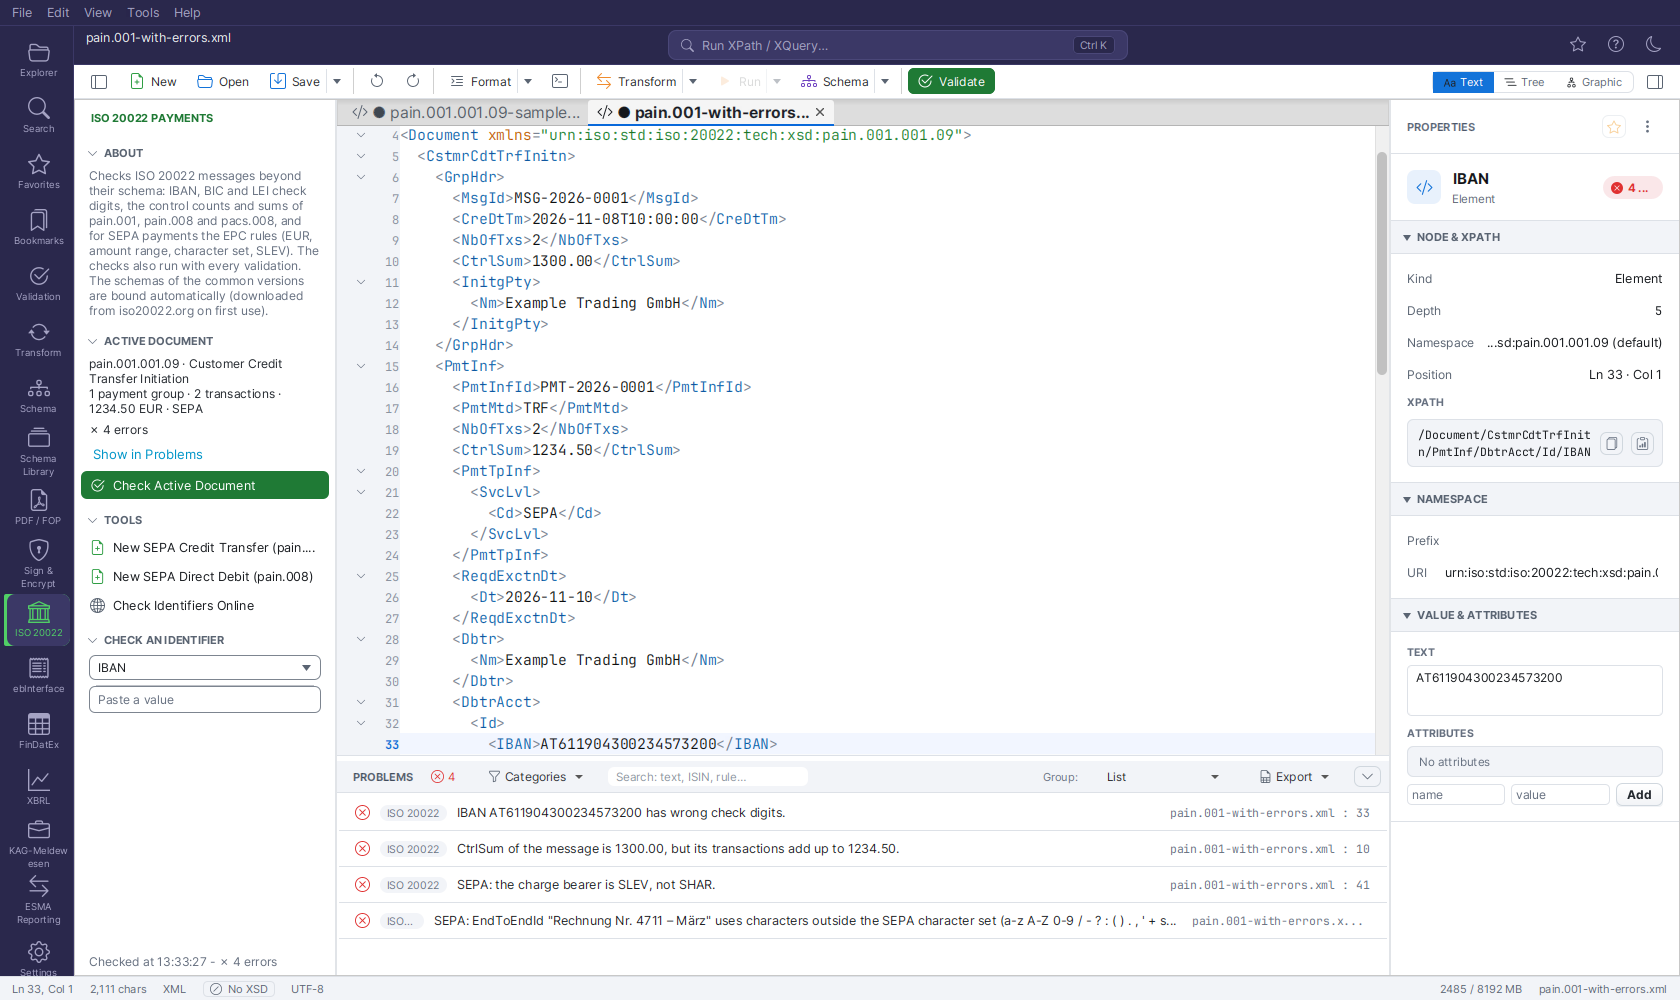 File Edit View Tools Help
pain.001-with-errors.xml
Run XPath / XQuery... Ctrl K
New Open Save Format Transform Run Schema Validate Text Tree Graphic
Explorer
Search
Favorites
Bookmarks
Validation
Transform
Schema
Schema Library
PDF / FOP
Sign & Encrypt
ISO 20022
ebInterface
FinDatEx
XBRL
KAG-Meldewesen
ESMA Reporting
Settings
ISO 20022 PAYMENTS
ABOUT
Checks ISO 20022 messages beyond
their schema: IBAN, BIC and LEI check
digits, the control counts and sums of
pain.001, pain.008 and pacs.008, and
for SEPA payments the EPC rules (EUR,
amount range, character set, SLEV). The
checks also run with every validation.
The schemas of the common versions
are bound automatically (downloaded
from iso20022.org on first use).
ACTIVE DOCUMENT
pain.001.001.09 · Customer Credit
Transfer Initiation
1 payment group · 2 transactions ·
1234.50 EUR · SEPA
× 4 errors
Show in Problems
Check Active Document
TOOLS
New SEPA Credit Transfer (pain....
New SEPA Direct Debit (pain.008)
Check Identifiers Online
CHECK AN IDENTIFIER
IBAN
Paste a value
Checked at 13:33:27 - × 4 errors
pain.001.001.09-sample... pain.001-with-errors... ×
4 <Document xmlns="urn:iso:std:iso:20022:tech:xsd:pain.001.001.09">
5 <CstmrCdtTrfInitn>
6 <GrpHdr>
7 <MsgId>MSG-2026-0001</MsgId>
8 <CreDtTm>2026-11-08T10:00:00</CreDtTm>
9 <NbOfTxs>2</NbOfTxs>
10 <CtrlSum>1300.00</CtrlSum>
11 <InitgPty>
12 <Nm>Example Trading GmbH</Nm>
13 </InitgPty>
14 </GrpHdr>
15 <PmtInf>
16 <PmtInfId>PMT-2026-0001</PmtInfId>
17 <PmtMtd>TRF</PmtMtd>
18 <NbOfTxs>2</NbOfTxs>
19 <CtrlSum>1234.50</CtrlSum>
20 <PmtTpInf>
21 <SvcLvl>
22 <Cd>SEPA</Cd>
23 </SvcLvl>
24 </PmtTpInf>
25 <ReqdExctnDt>
26 <Dt>2026-11-10</Dt>
27 </ReqdExctnDt>
28 <Dbtr>
29 <Nm>Example Trading GmbH</Nm>
30 </Dbtr>
31 <DbtrAcct>
32 <Id>
33 <IBAN>AT611904300234573200</IBAN>
PROBLEMS 4 Categories Search: text, ISIN, rule... Group: List Export
ISO 20022 IBAN AT611904300234573200 has wrong check digits. pain.001-with-errors.xml : 33
ISO 20022 CtrlSum of the message is 1300.00, but its transactions add up to 1234.50. pain.001-with-errors.xml : 10
ISO 20022 SEPA: the charge bearer is SLEV, not SHAR. pain.001-with-errors.xml : 41
ISO... SEPA: EndToEndId "Rechnung Nr. 4711 – März" uses characters outside the SEPA character set (a-z A-Z 0-9 / - ? : ( ) . , ' + s... pain.001-with-errors.x...
PROPERTIES
IBAN
Element
4 ...
NODE & XPATH
Kind Element
Depth 5
Namespace ...sd:pain.001.001.09 (default)
Position Ln 33 · Col 1
XPATH
/Document/CstmrCdtTrfInit
n/PmtInf/DbtrAcct/Id/IBAN
NAMESPACE
Prefix
URI urn:iso:std:iso:20022:tech:xsd:pain.0
VALUE & ATTRIBUTES
TEXT
AT611904300234573200
ATTRIBUTES
No attributes
name value Add
Ln 33, Col 1 2,111 chars XML No XSD UTF-8 2485 / 8192 MB pain.001-with-errors.xml